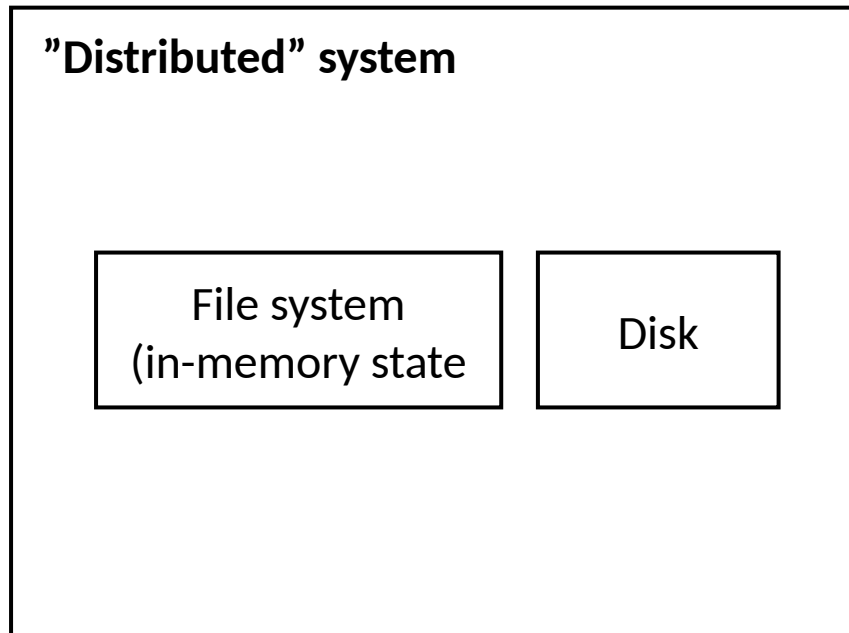 ”Distributed” system
File system
(in-memory state
Disk